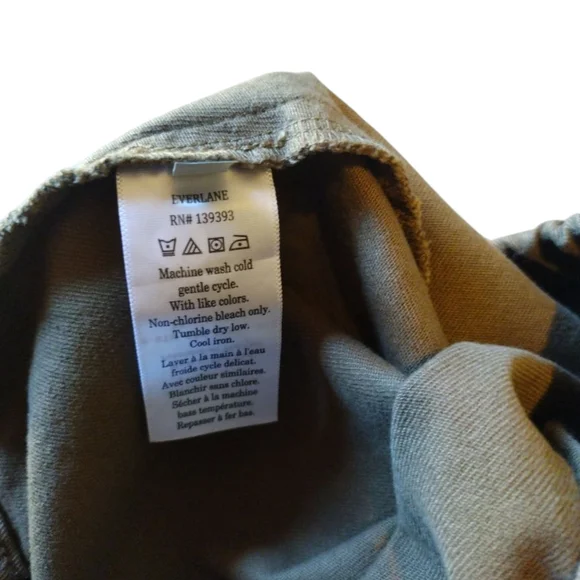 EVERLANE
RN# 139393
Machine wash cold
gentle cycle.
With like colors.
Non-chlorine bleach only.
Tumble dry low.
Cool iron.
Laver à la main à l'eau
froide cycle delicat.
Avec couleur similaires.
Blanchir sans chlore.
Sécher à la machine
bass température.
Repasser à fer bas.